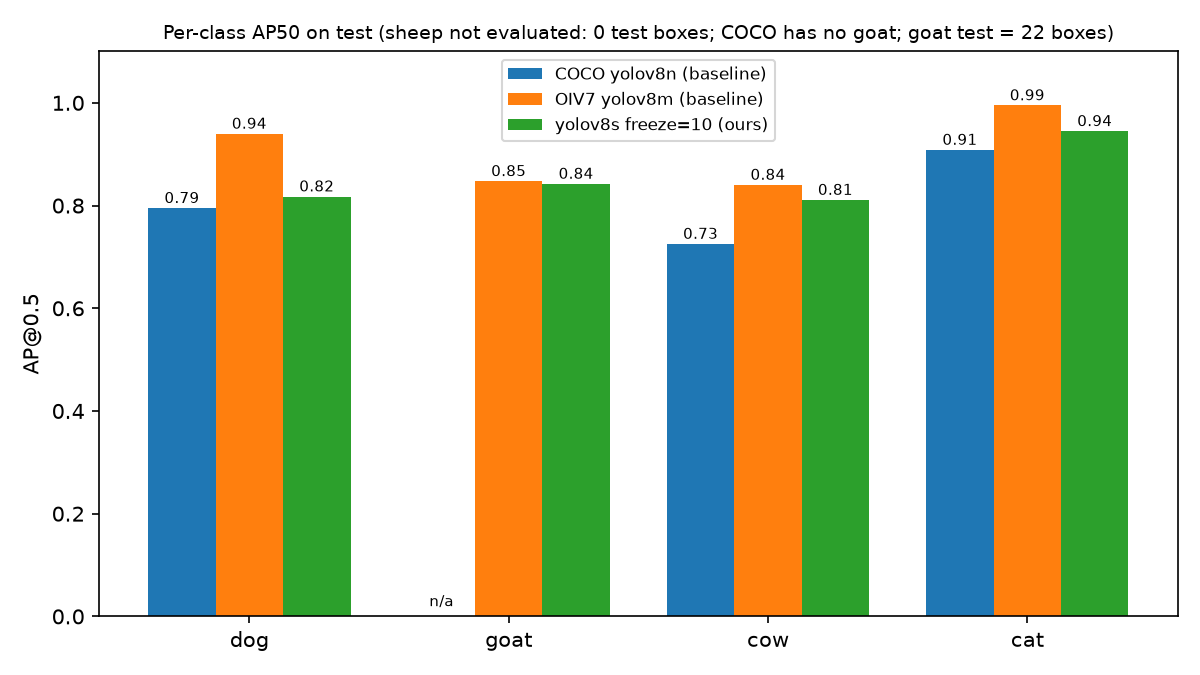 Per-class AP50 on test (sheep not evaluated: 0 test boxes; COCO has no goat; goat test = 22 boxes)
COCO yolov8n (baseline)
OIV7 yolov8m (baseline)
yolov8s freeze=10 (ours)
AP@0.5
1.0
0.8
0.6
0.4
0.2
0.0
0.79
0.94
0.82
n/a
0.85
0.84
0.73
0.84
0.81
0.91
0.99
0.94
dog
goat
cow
cat